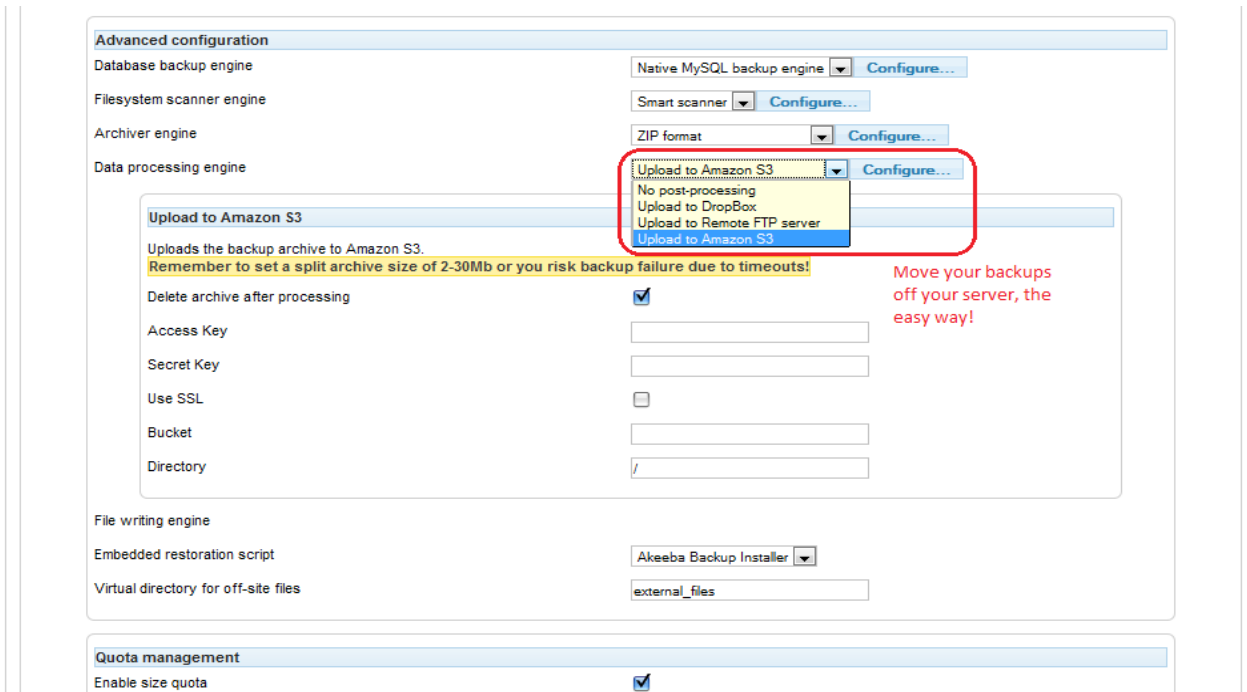 Advanced configuration
Database backup engine Native MySQL backup engine Configure...
Filesystem scanner engine Smart scanner Configure...
Archiver engine ZIP format Configure...
Data processing engine Upload to Amazon S3 Configure...
No post-processing
Upload to DropBox
Upload to Remote FTP server
Upload to Amazon S3
Upload to Amazon S3
Uploads the backup archive to Amazon S3.
Remember to set a split archive size of 2-30Mb or you risk backup failure due to timeouts!
Move your backups
off your server, the
easy way!
Delete archive after processing
Access Key
Secret Key
Use SSL
Bucket
Directory /
File writing engine
Embedded restoration script Akeeba Backup Installer
Virtual directory for off-site files external_files
Quota management
Enable size quota